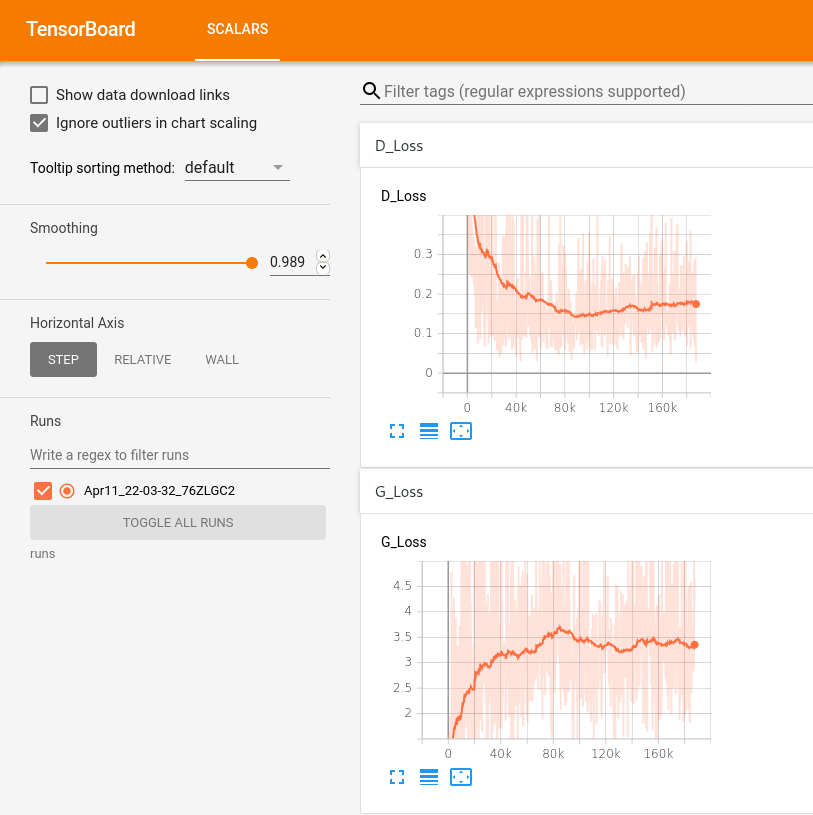 TensorBoard
SCALARS
Show data download links
Ignore outliers in chart scaling
Tooltip sorting method: default
Smoothing
0.989
Horizontal Axis
STEP RELATIVE WALL
Runs
Write a regex to filter runs
Apr11_22-03-32_76ZLGC2
TOGGLE ALL RUNS
runs
Filter tags (regular expressions supported)
D_Loss
D_Loss
0.3
0.2
0.1
0
0 40k 80k 120k 160k
G_Loss
G_Loss
4.5
4
3.5
3
2.5
2
0 40k 80k 120k 160k